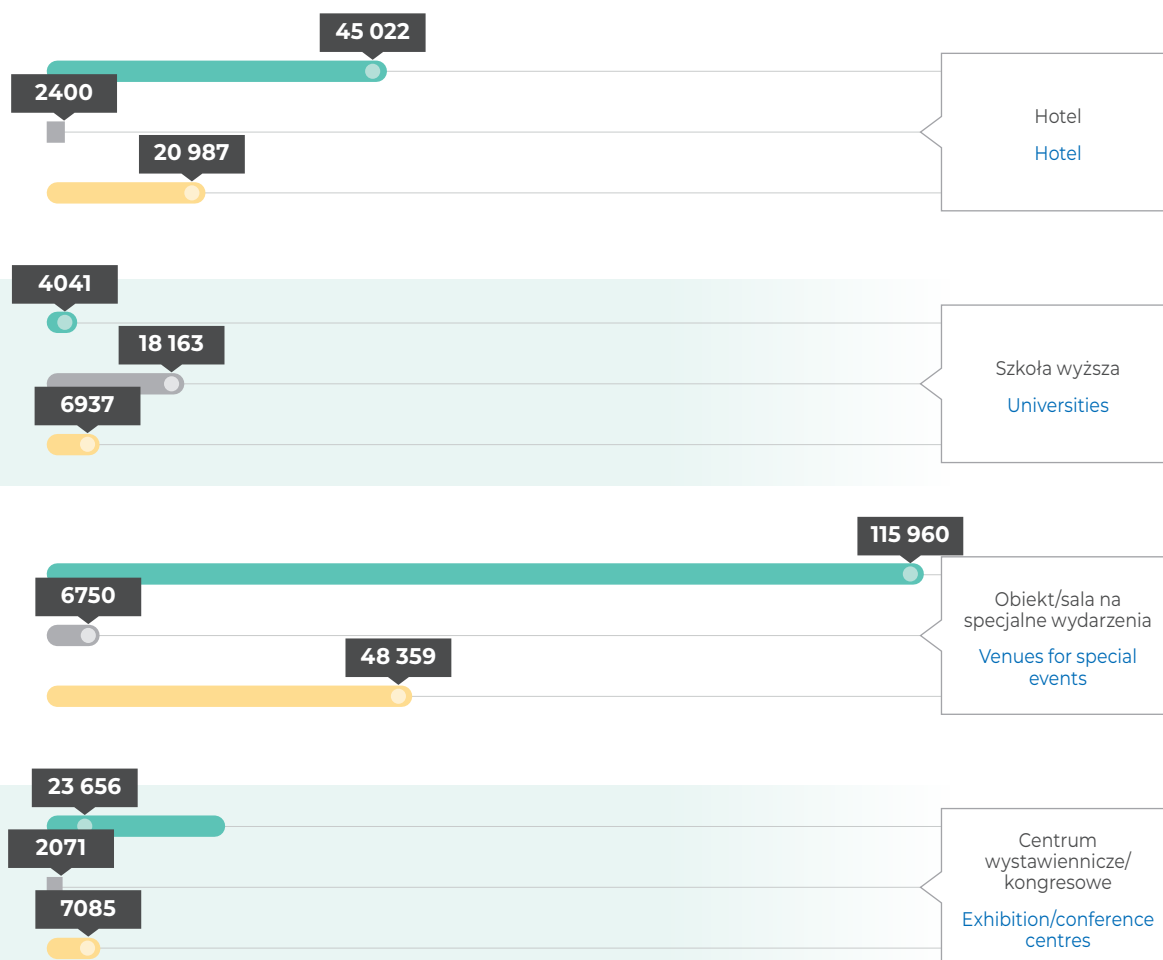 45 022
2400
20 987
Hotel
Hotel
4041
18 163
6937
Szkoła wyższa
Universities
115 960
6750
48 359
Obiekt/sala na
specjalne wydarzenia
Venues for special
events
23 656
2071
7085
Centrum
wystawiennicze/
kongresowe
Exhibition/conference
centres